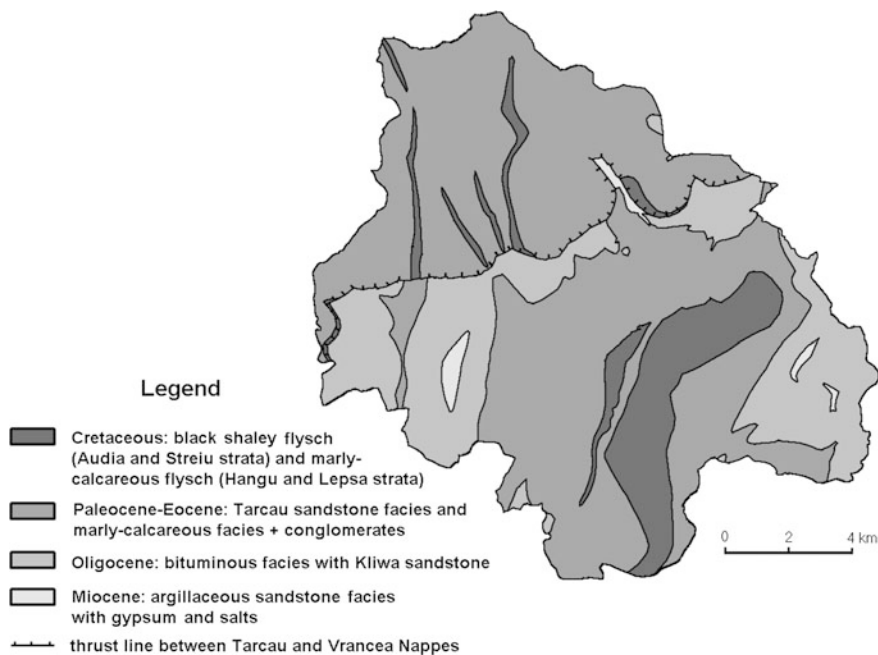 Legend
Cretaceous: black shaley flysch
(Audia and Streiu strata) and marly-
calcareous flysch (Hangu and Lepsa strata)
Paleocene-Eocene: Tarcau sandstone facies and
marly-calcareous facies + conglomerates
Oligocene: bituminous facies with Kliwa sandstone
Miocene: argillaceous sandstone facies
with gypsum and salts
thrust line between Tarcau and Vrancea Nappes
0 2 4 km